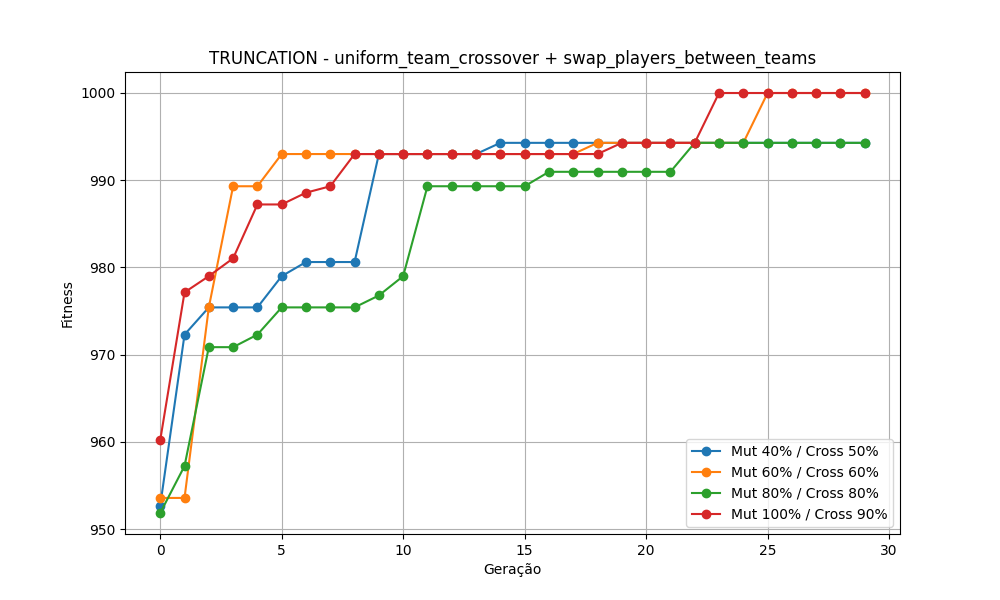 TRUNCATION - uniform_team_crossover + swap_players_between_teams
1000
990
980
970
960
950
Fitness
0 5 10 15 20 25 30
Geração
Mut 40% / Cross 50%
Mut 60% / Cross 60%
Mut 80% / Cross 80%
Mut 100% / Cross 90%